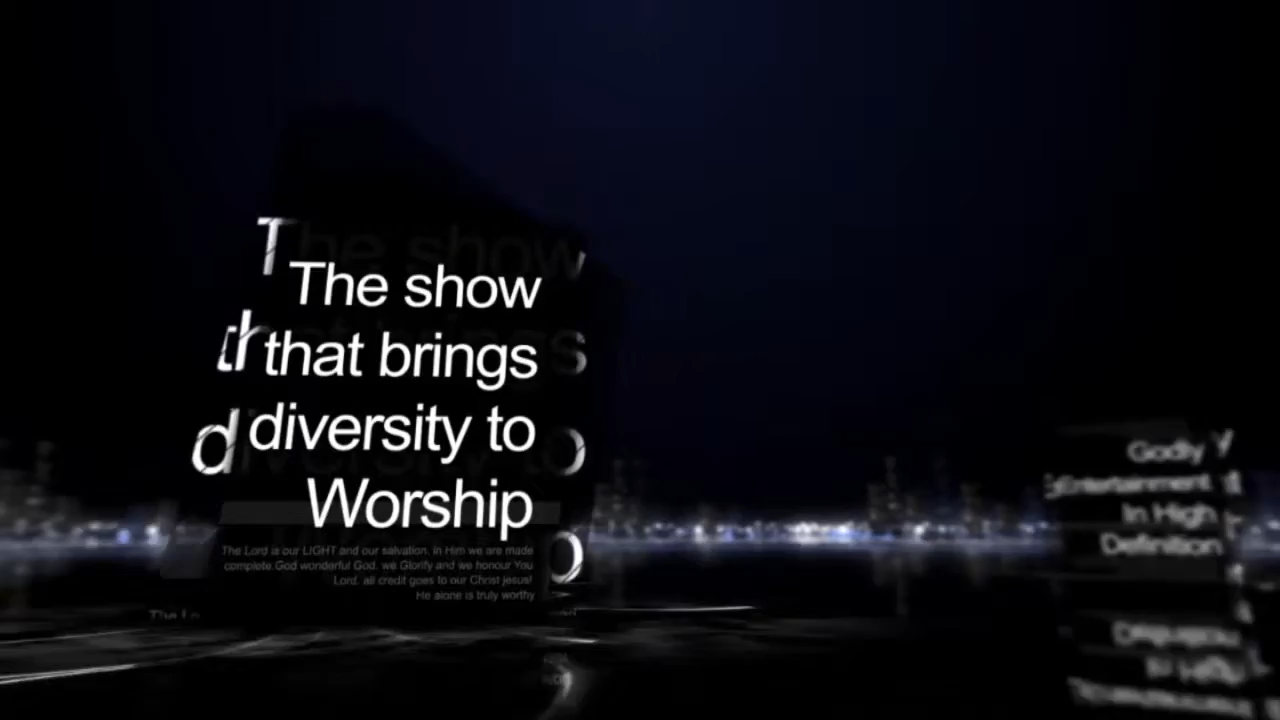 The show
that brings
diversity to
Worship
The Lord is our LIGHT and our salvation. in Him we are made
complete.God wonderful God. we Glorify and we honour You
Lord. all credit goes to our Christ jesus!
He alone is truly worthy
Godly
Entertainment
In High
Definition